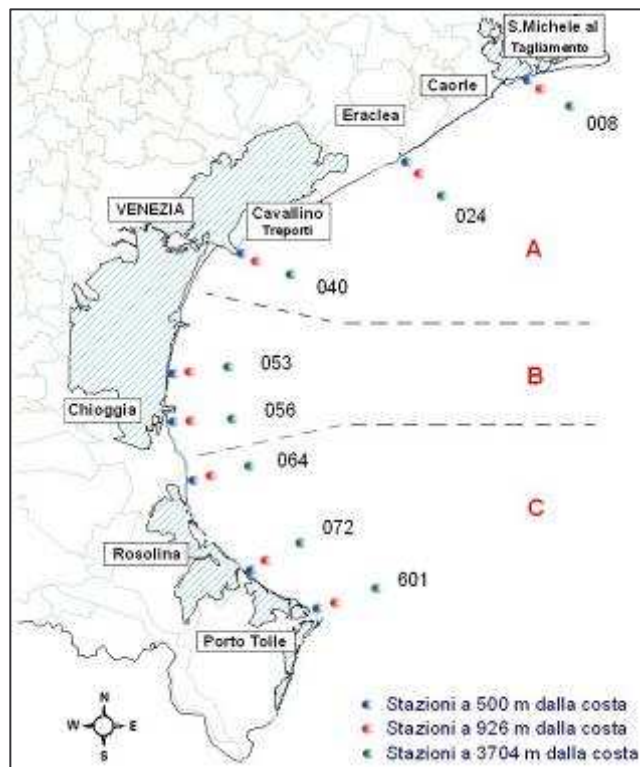 S.Michele al
Tagliamento
Caorle
008
Eraclea
024
VENEZIA
Cavallino
Treporti
A
040
053
B
Chioggia
056
064
C
072
Rosolina
601
Porto Tolle
N
W E
S
Stazioni a 500 m dalla costa
Stazioni a 926 m dalla costa
Stazioni a 3704 m dalla costa